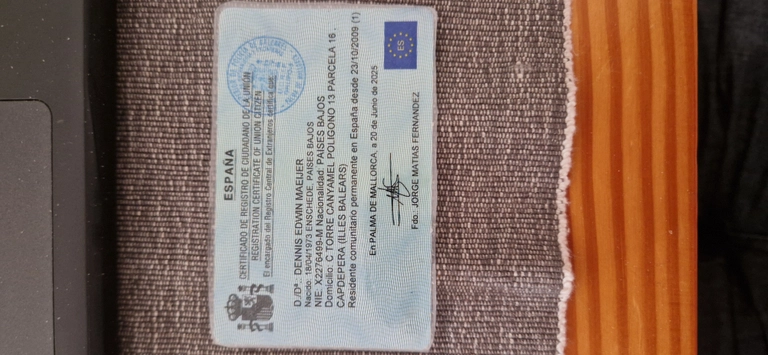 ESPAÑA
CERTIFICADO DE REGISTRO DE CIUDADANO DE LA UNIÓN
REGISTRATION CERTIFICATE OF UNION CITIZEN
El encargado del Registro Central de Extranjeros certifica que:
D./Dª.: DENNIS EDWIN MAEIJER
Nacido: 18/04/1973 ENSCHEDE, PAISES BAJOS
NIE: X2276499-M Nacionalidad: PAISES BAJOS
Domicilio: C TORRE CANYAMEL POLIGONO 13 PARCELA 16 ,
CAPDEPERA (ILLES BALEARS)
Residente comunitario permanente en España desde 23/10/2009 (1)
En PALMA DE MALLORCA, a 20 de Junio de 2025
Fdo.: JORGE MATIAS FERNANDEZ
ES